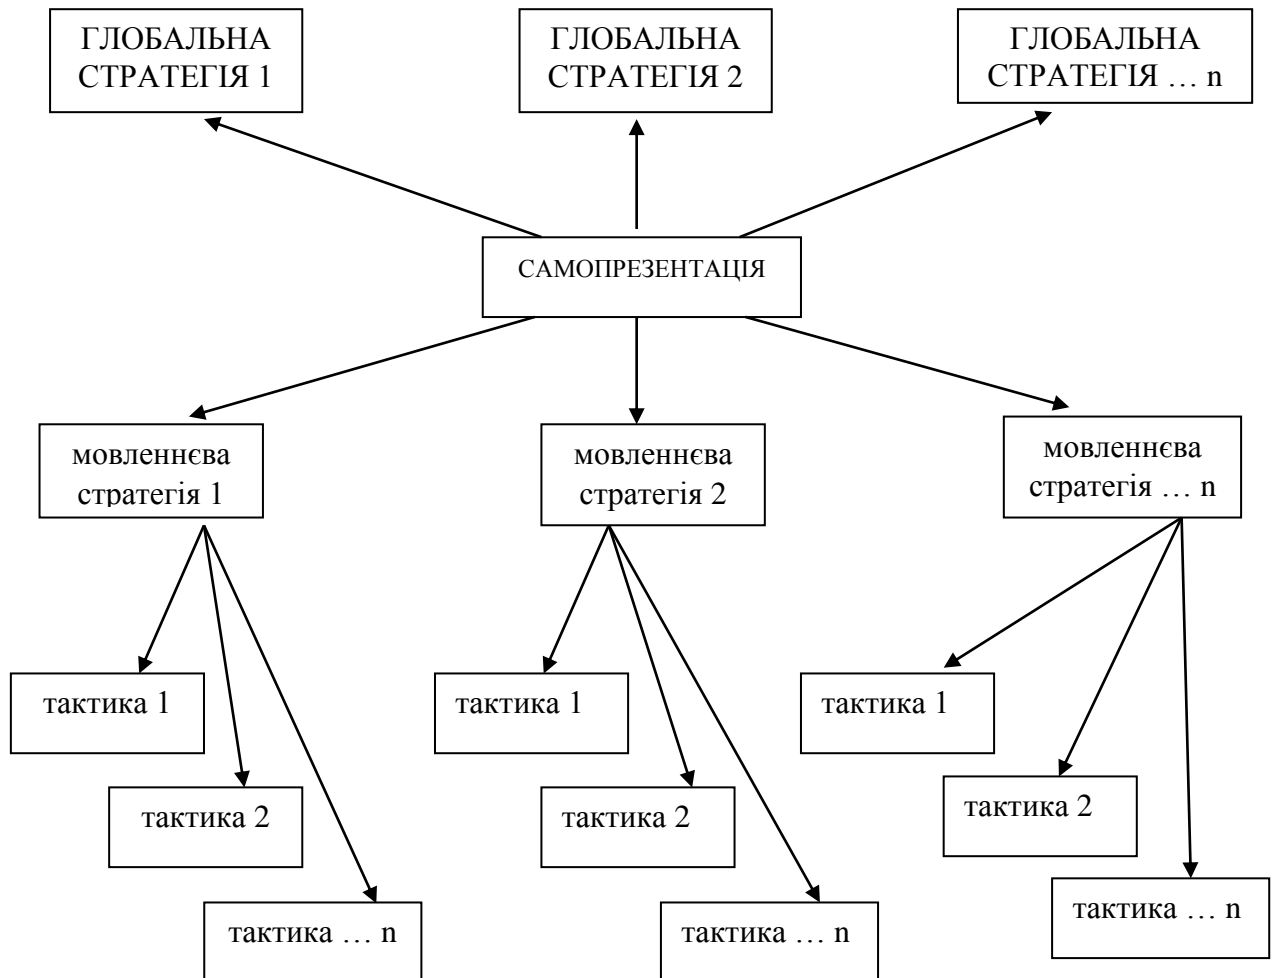 ГЛОБАЛЬНА
СТРАТЕГІЯ 1
ГЛОБАЛЬНА
СТРАТЕГІЯ 2
ГЛОБАЛЬНА
СТРАТЕГІЯ … n
САМОПРЕЗЕНТАЦІЯ
мовленнєва
стратегія 1
мовленнєва
стратегія 2
мовленнєва
стратегія … n
тактика 1
тактика 1
тактика 1
тактика 2
тактика 2
тактика 2
тактика … n
тактика … n
тактика … n